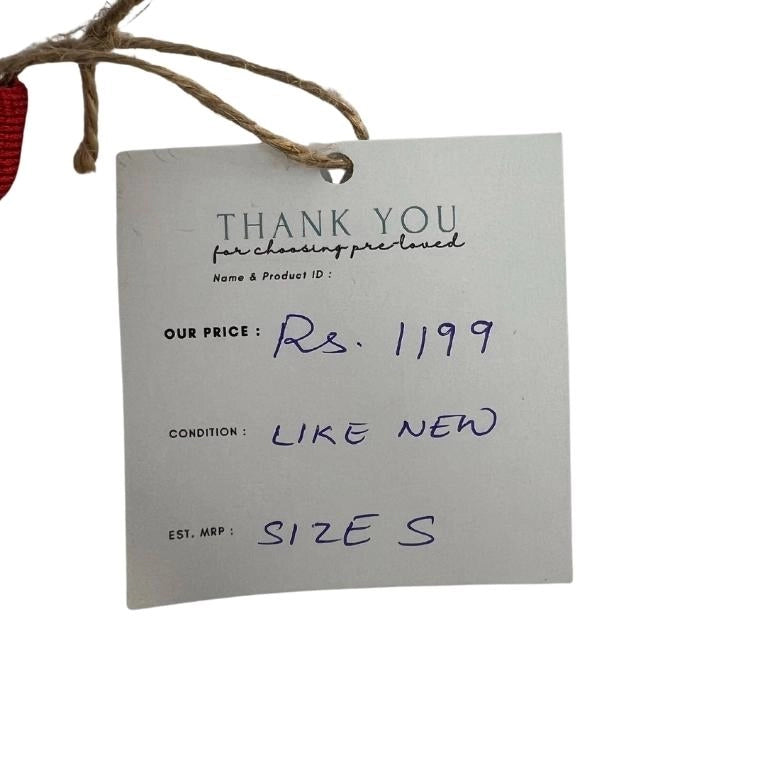 THANK YOU
for choosing pre-loved
Name & Product ID :
OUR PRICE : Rs. 1199
CONDITION : LIKE NEW
EST. MRP : SIZE S